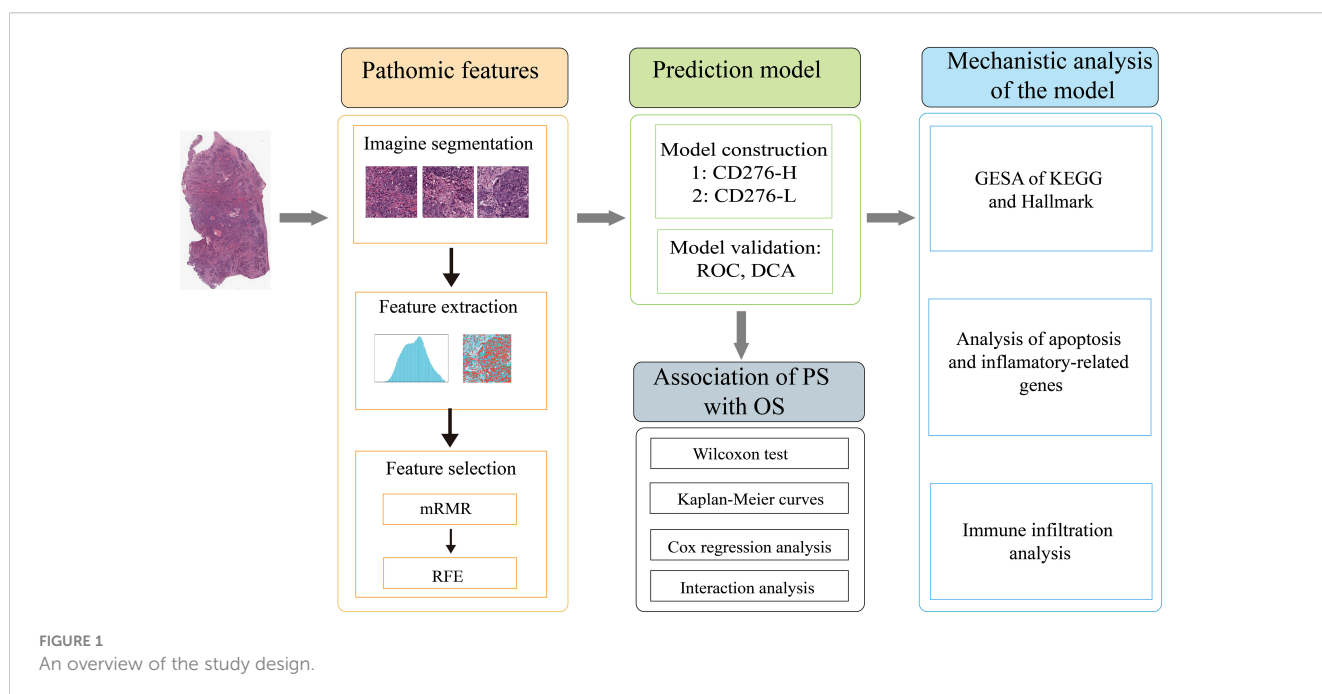 Pathomic features
Imagine segmentation
Feature extraction
Feature selection
mRMR
RFE
Prediction model
Model construction
1: CD276-H
2: CD276-L
Model validation:
ROC, DCA
Association of PS
with OS
Wilcoxon test
Kaplan-Meier curves
Cox regression analysis
Interaction analysis
Mechanistic analysis
of the model
GESA of KEGG
and Hallmark
Analysis of apoptosis
and inflamatory-related
genes
Immune infiltration
analysis
FIGURE 1
An overview of the study design.